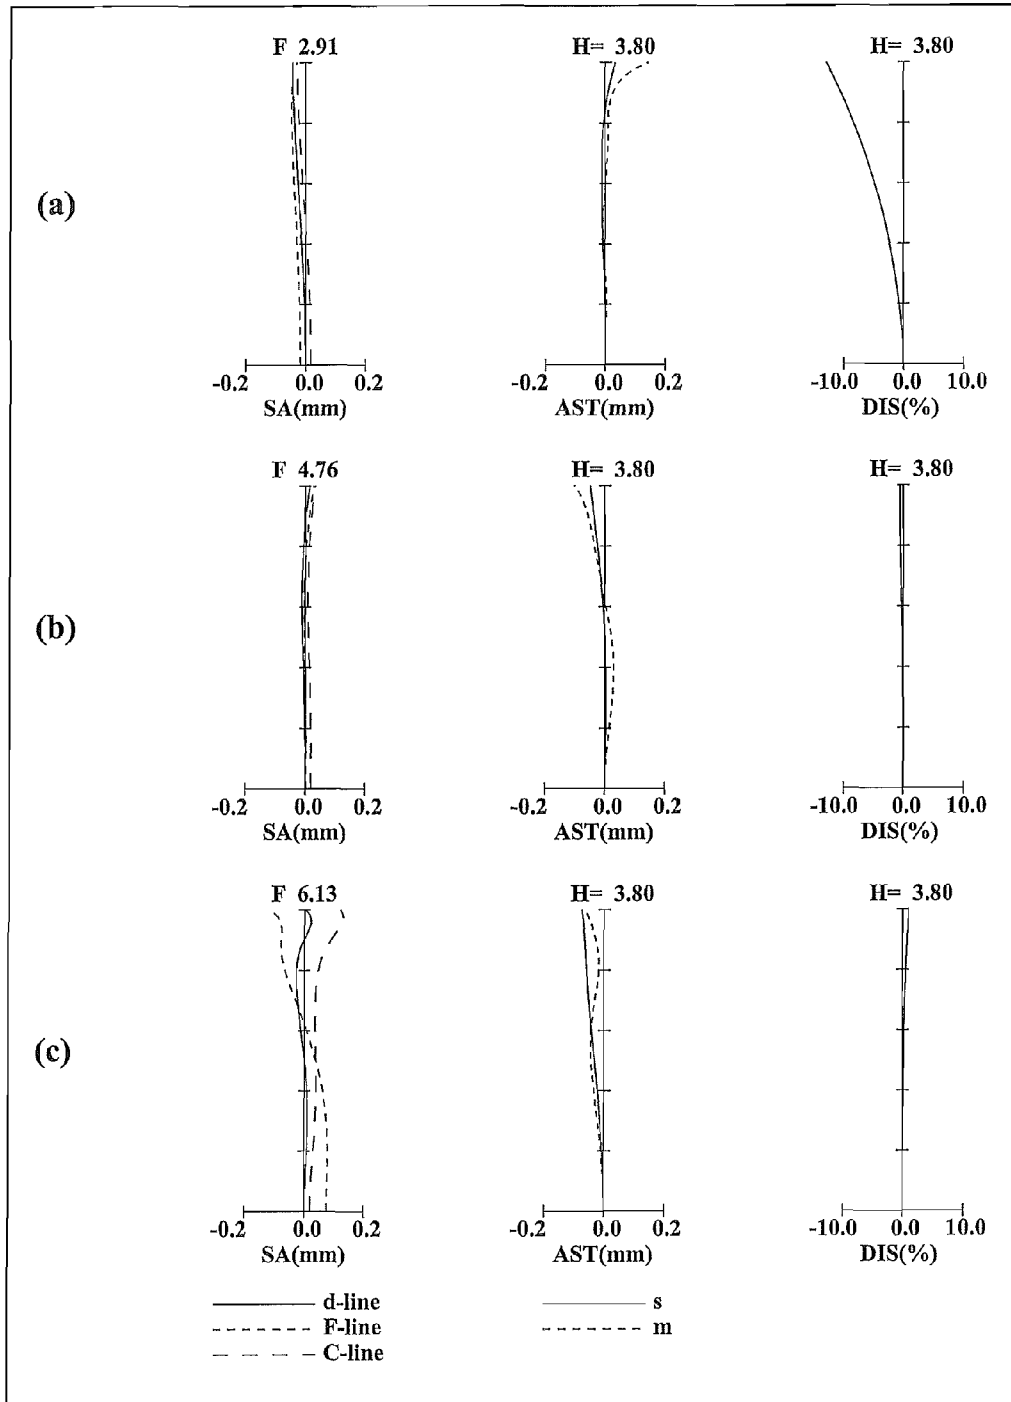 F 2.91 H= 3.80 H= 3.80
(a)
-0.2 0.0 0.2 -0.2 0.0 0.2 -10.0 0.0 10.0
SA(mm) AST(mm) DIS(%)
F 4.76 H= 3.80 H= 3.80
(b)
-0.2 0.0 0.2 -0.2 0.0 0.2 -10.0 0.0 10.0
SA(mm) AST(mm) DIS(%)
F 6.13 H= 3.80 H= 3.80
(c)
-0.2 0.0 0.2 -0.2 0.0 0.2 -10.0 0.0 10.0
SA(mm) AST(mm) DIS(%)
d-line s
F-line m
C-line